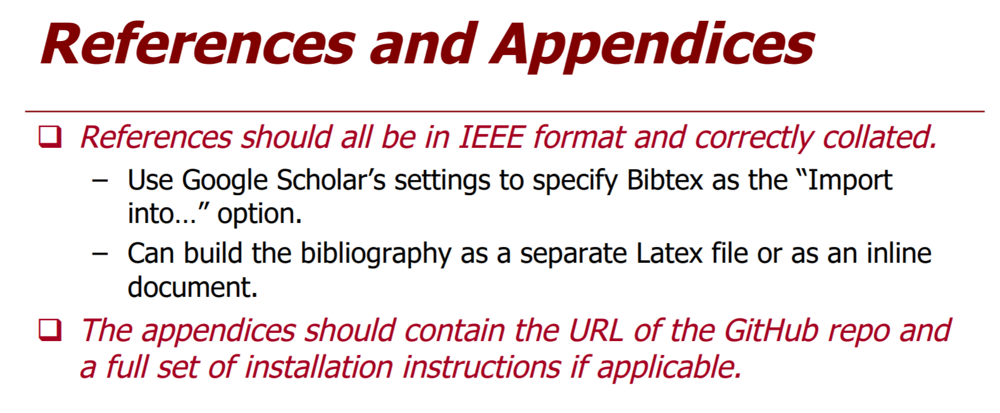 References and Appendices
❑ References should all be in IEEE format and correctly collated.
– Use Google Scholar’s settings to specify Bibtex as the “Import
into…” option.
– Can build the bibliography as a separate Latex file or as an inline
document.
❑ The appendices should contain the URL of the GitHub repo and
a full set of installation instructions if applicable.